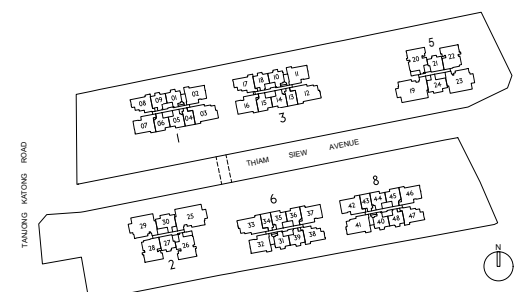 5
20 21 22
19 24 23
17 18 10 11
16 15 14 13 12
3
08 09 01 02
07 06 05 04 03
1
THIAM SIEW AVENUE
TANJONG KATONG ROAD
8
42 43 44 45 46
41 40 48 47
6
33 34 35 36 37
32 31 39 38
29 30 25
28 27 26
2
N